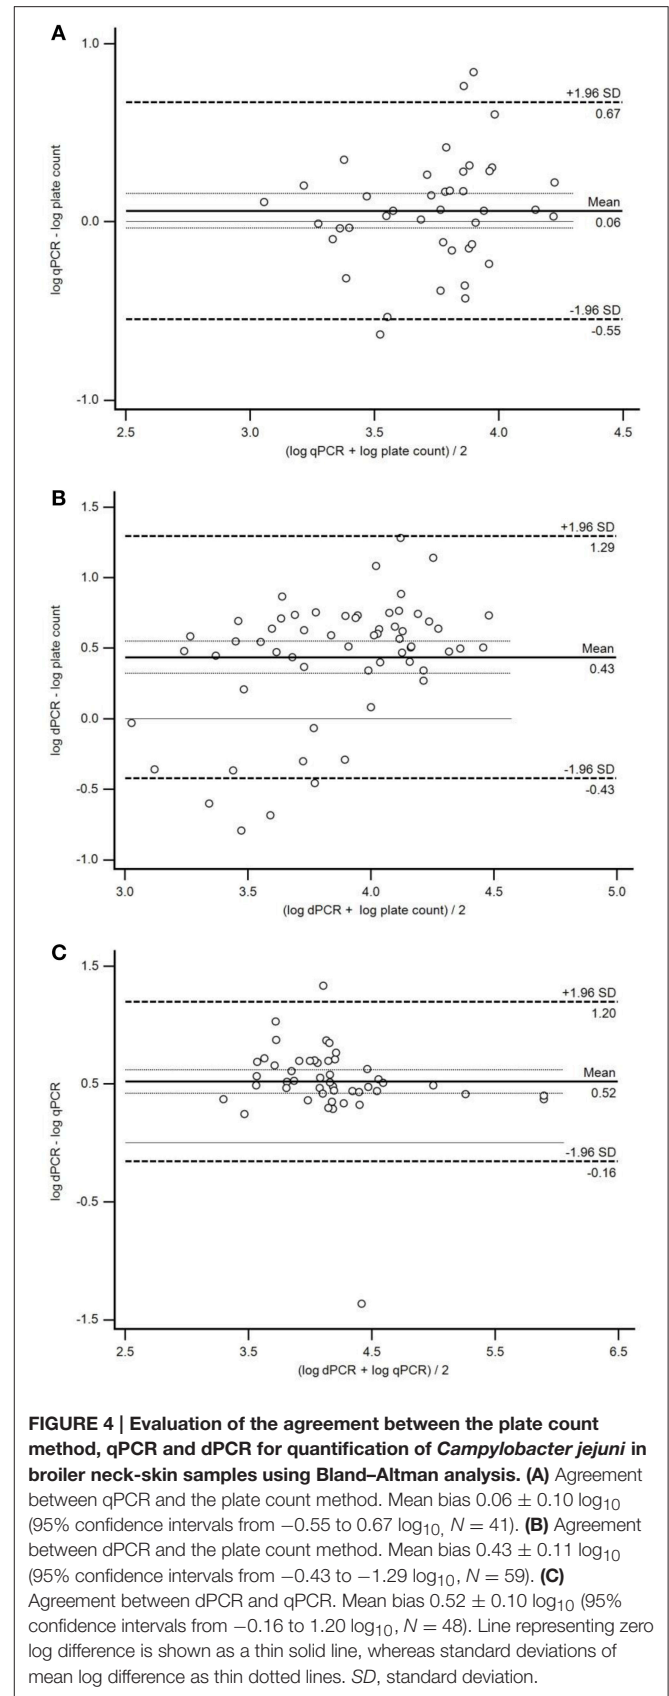 A
1.0
+1.96 SD
0.67
log qPCR - log plate count
Mean
0.0
0.06
-1.96 SD
-0.55
-1.0
2.5 3.0 3.5 4.0 4.5
(log qPCR + log plate count) / 2
B
1.5
+1.96 SD
1.29
1.0
log dPCR - log plate count
0.5
Mean
0.43
0.0
-1.96 SD
-0.5
-0.43
-1.0
3.0 3.5 4.0 4.5 5.0
(log dPCR + log plate count) / 2
C
1.5
+1.96 SD
1.20
log dPCR - log qPCR
Mean
0.5
0.52
-1.96 SD
-0.16
-0.5
-1.5
2.5 3.5 4.5 5.5 6.5
(log dPCR + log qPCR) / 2
FIGURE 4 | Evaluation of the agreement between the plate count
method, qPCR and dPCR for quantification of Campylobacter jejuni in
broiler neck-skin samples using Bland–Altman analysis. (A) Agreement
between qPCR and the plate count method. Mean bias 0.06 ± 0.10 log10
(95% confidence intervals from −0.55 to 0.67 log10, N = 41). (B) Agreement
between dPCR and the plate count method. Mean bias 0.43 ± 0.11 log10
(95% confidence intervals from −0.43 to −1.29 log10, N = 59). (C)
Agreement between dPCR and qPCR. Mean bias 0.52 ± 0.10 log10 (95%
confidence intervals from −0.16 to 1.20 log10, N = 48). Line representing zero
log difference is shown as a thin solid line, whereas standard deviations of
mean log difference as thin dotted lines. SD, standard deviation.